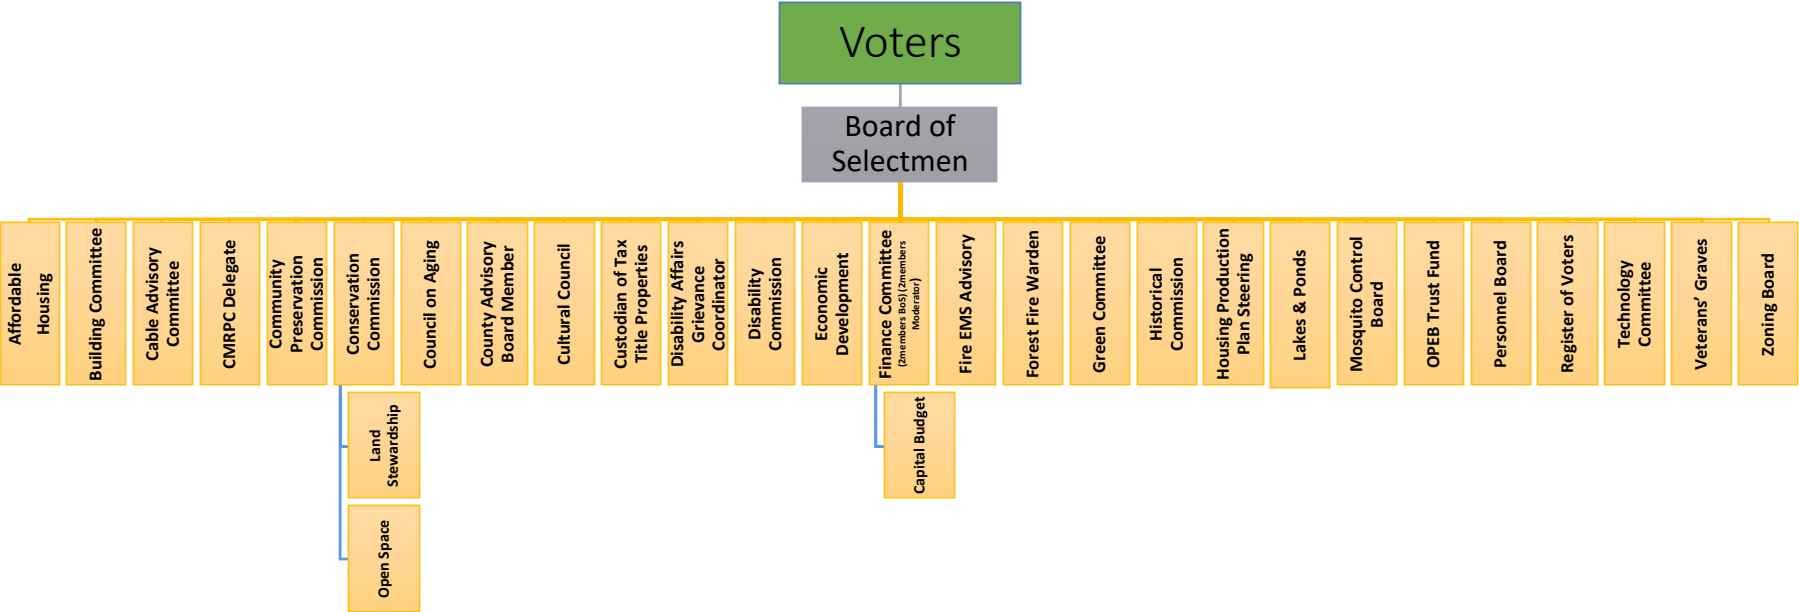 Voters
Board of
Selectmen
Affordable
Housing
Building Committee
Cable Advisory
Committee
CMRPC Delegate
Community
Preservation
Commission
Conservation
Commission
Council on Aging
County Advisory
Board Member
Cultural Council
Custodian of Tax
Title Properties
Disability Affairs
Grievance
Coordinator
Disability
Commission
Economic
Development
Finance Committee
(2members BoS) (2members
Moderator)
Fire EMS Advisory
Forest Fire Warden
Green Committee
Historical
Commission
Housing Production
Plan Steering
Lakes & Ponds
Mosquito Control
Board
OPEB Trust Fund
Personnel Board
Register of Voters
Technology
Committee
Veterans’ Graves
Zoning Board
Land
Stewardship
Open Space
Capital Budget